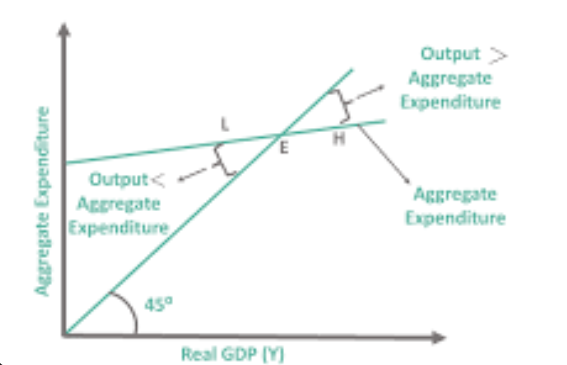 Output >
Aggregate
Expenditure
L
E
H
Output <
Aggregate
Expenditure
Aggregate
Expenditure
Aggregate Expenditure
45°
Real GDP (Y)